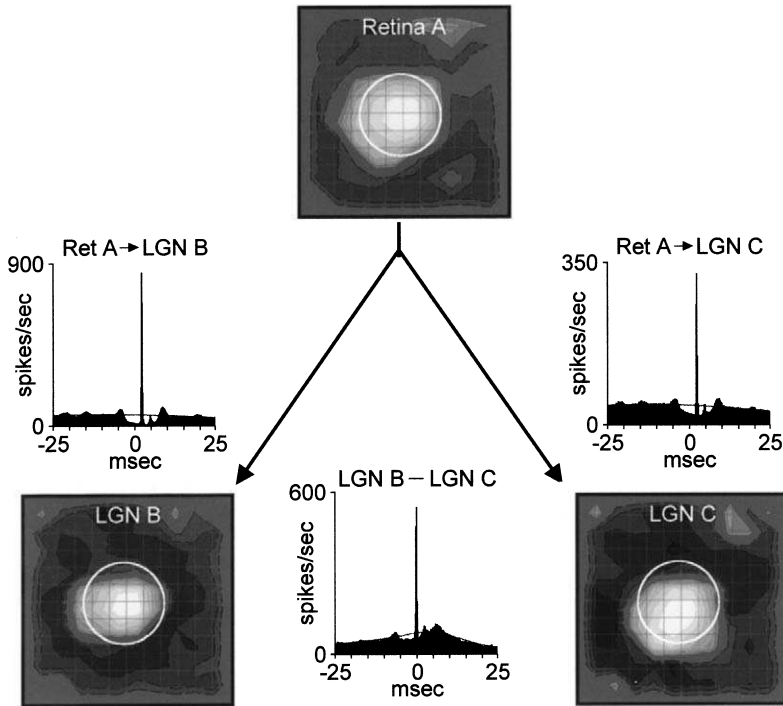 Retina A
Ret A→LGN B
900
spikes/sec
0
-25 0 25
msec
Ret A→LGN C
350
spikes/sec
0
-25 0 25
msec
LGN B
LGN B – LGN C
600
spikes/sec
0
-25 0 25
msec
LGN C